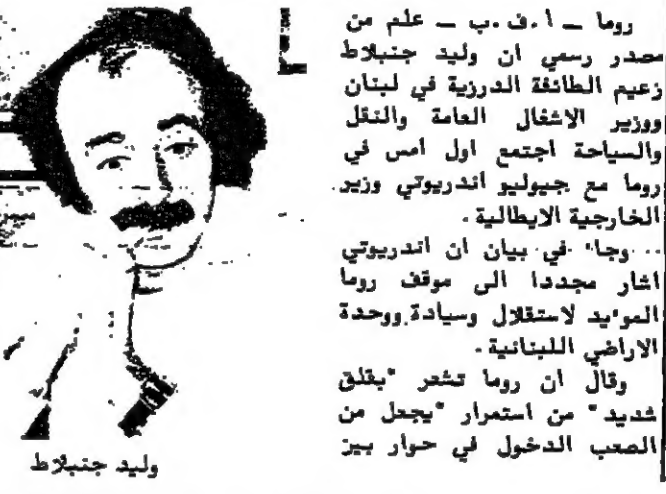 روما ــ ا.ف.ب ــ علم من
مصدر رسمي ان وليد جنبلاط
زعيم الطائفة الدرزية في لبنان
ووزير الاشغال العامة والنقل
والسياحة اجتمع اول امس في
روما مع جيوليو اندريوتي وزير
الخارجية الايطالية .
وجاء في بيان ان اندريوتي
اشار مجددا الى موقف روما
الموءيد لاستقلال وسيادة ووحدة
الاراضي اللبنانية .
وقال ان روما تشعر "بقلق
شديد" من استمرار "يجعل من
الصعب الدخول في حوار بين
وليد جنبلاط